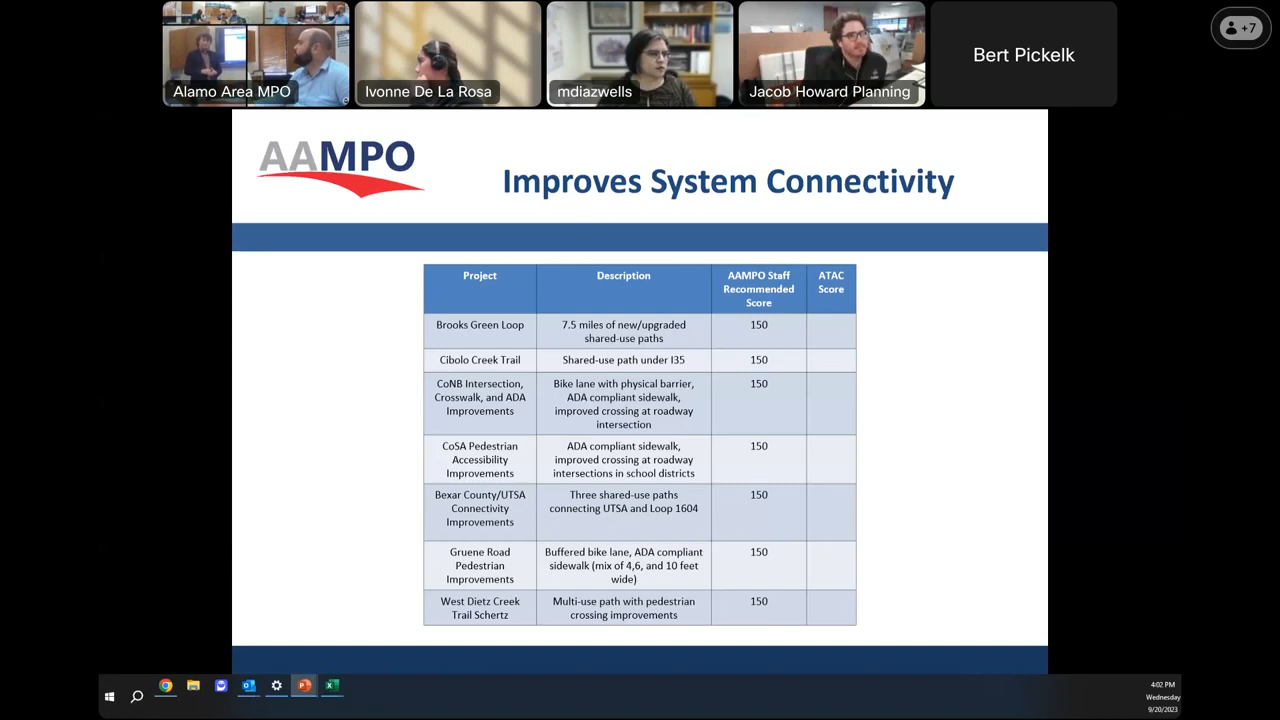 Alamo Area MPO
Ivonne De La Rosa
mdiazwells
Jacob Howard Planning
Bert Pickelk
+7
AAMPO
Improves System Connectivity
Project
Description
AAMPO Staff
Recommended
Score
ATAC
Score
Brooks Green Loop
7.5 miles of new/upgraded
shared-use paths
150
Cibolo Creek Trail
Shared-use path under I35
150
CoNB Intersection,
Crosswalk, and ADA
Improvements
Bike lane with physical barrier,
ADA compliant sidewalk,
improved crossing at roadway
intersection
150
CoSA Pedestrian
Accessibility
Improvements
ADA compliant sidewalk,
improved crossing at roadway
intersections in school districts
150
Bexar County/UTSA
Connectivity
Improvements
Three shared-use paths
connecting UTSA and Loop 1604
150
Gruene Road
Pedestrian
Improvements
Buffered bike lane, ADA compliant
sidewalk (mix of 4,6, and 10 feet
wide)
150
West Dietz Creek
Trail Schertz
Multi-use path with pedestrian
crossing improvements
150
4:02 PM
Wednesday
9/20/2023